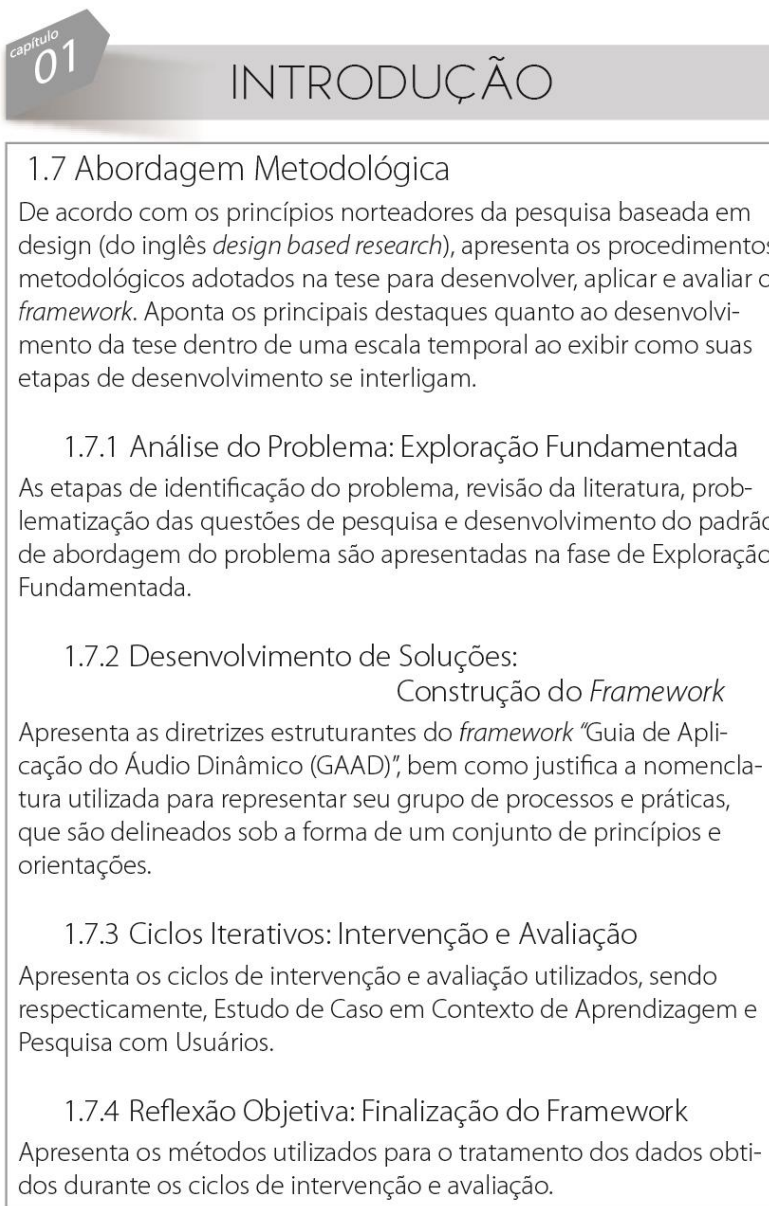 capítulo
01
INTRODUÇÃO
1.7 Abordagem Metodológica
De acordo com os princípios norteadores da pesquisa baseada em
design (do inglês design based research), apresenta os procedimentos
metodológicos adotados na tese para desenvolver, aplicar e avaliar o
framework. Aponta os principais destaques quanto ao desenvolvi-
mento da tese dentro de uma escala temporal ao exibir como suas
etapas de desenvolvimento se interligam.
1.7.1 Análise do Problema: Exploração Fundamentada
As etapas de identificação do problema, revisão da literatura, prob-
lematização das questões de pesquisa e desenvolvimento do padrão
de abordagem do problema são apresentadas na fase de Exploração
Fundamentada.
1.7.2 Desenvolvimento de Soluções:
Construção do Framework
Apresenta as diretrizes estruturantes do framework “Guia de Apli-
cação do Áudio Dinâmico (GAAD)”, bem como justifica a nomencla-
tura utilizada para representar seu grupo de processos e práticas,
que são delineados sob a forma de um conjunto de princípios e
orientações.
1.7.3 Ciclos Iterativos: Intervenção e Avaliação
Apresenta os ciclos de intervenção e avaliação utilizados, sendo
respecticamente, Estudo de Caso em Contexto de Aprendizagem e
Pesquisa com Usuários.
1.7.4 Reflexão Objetiva: Finalização do Framework
Apresenta os métodos utilizados para o tratamento dos dados obti-
dos durante os ciclos de intervenção e avaliação.